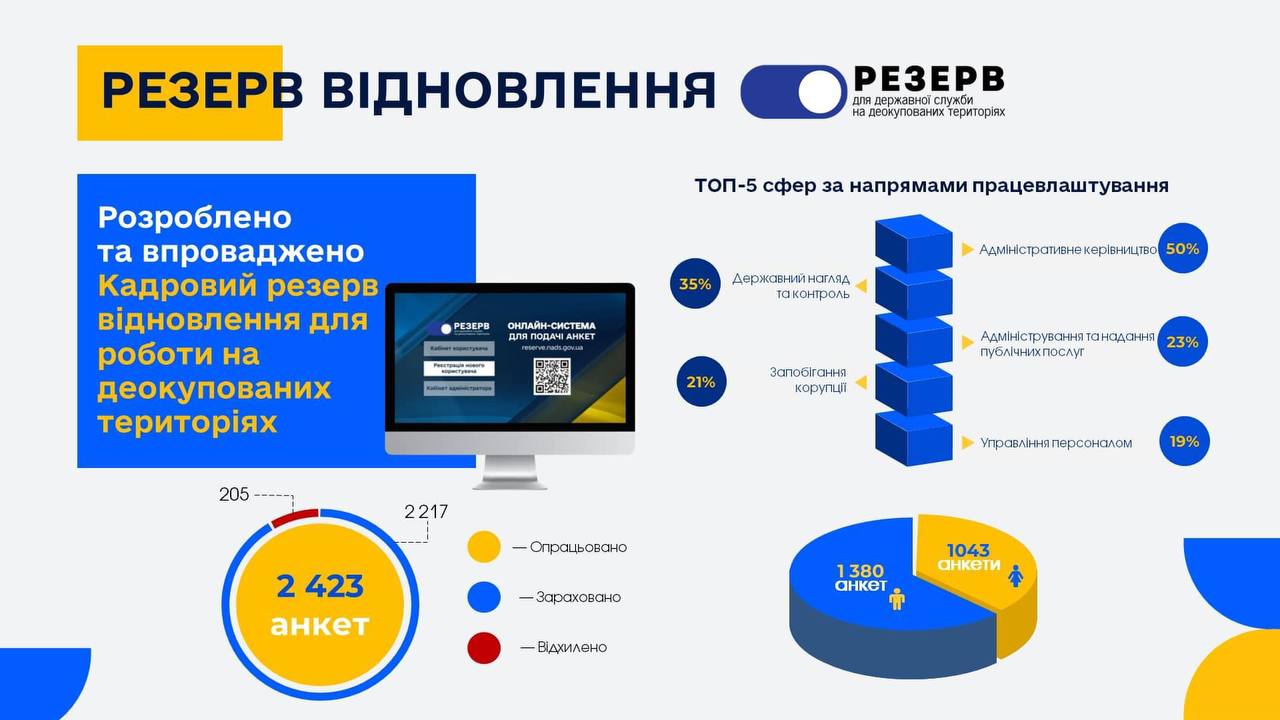 РЕЗЕРВ ВІДНОВЛЕННЯ
РЕЗЕРВ
для державної служби
на деокупованих територіях
Розроблено
та впроваджено
Кадровий резерв
відновлення для
роботи на
деокупованих
територіях
РЕЗЕРВ
Кабінет користувача
Реєстрація нового
користувача
Кабінет адміністратора
ОНЛАЙН-СИСТЕМА
ДЛЯ ПОДАЧІ АНКЕТ
reserve.nads.gov.ua
ТОП-5 сфер за напрямами працевлаштування
Адміністративне керівництво
50%
35%
Державний нагляд
та контроль
Адміністрування та надання
публічних послуг
23%
21%
Запобігання
корупції
Управління персоналом
19%
205
2 217
2 423
анкет
— Опрацьовано
— Зараховано
— Відхилено
1 380
анкет
1043
анкети